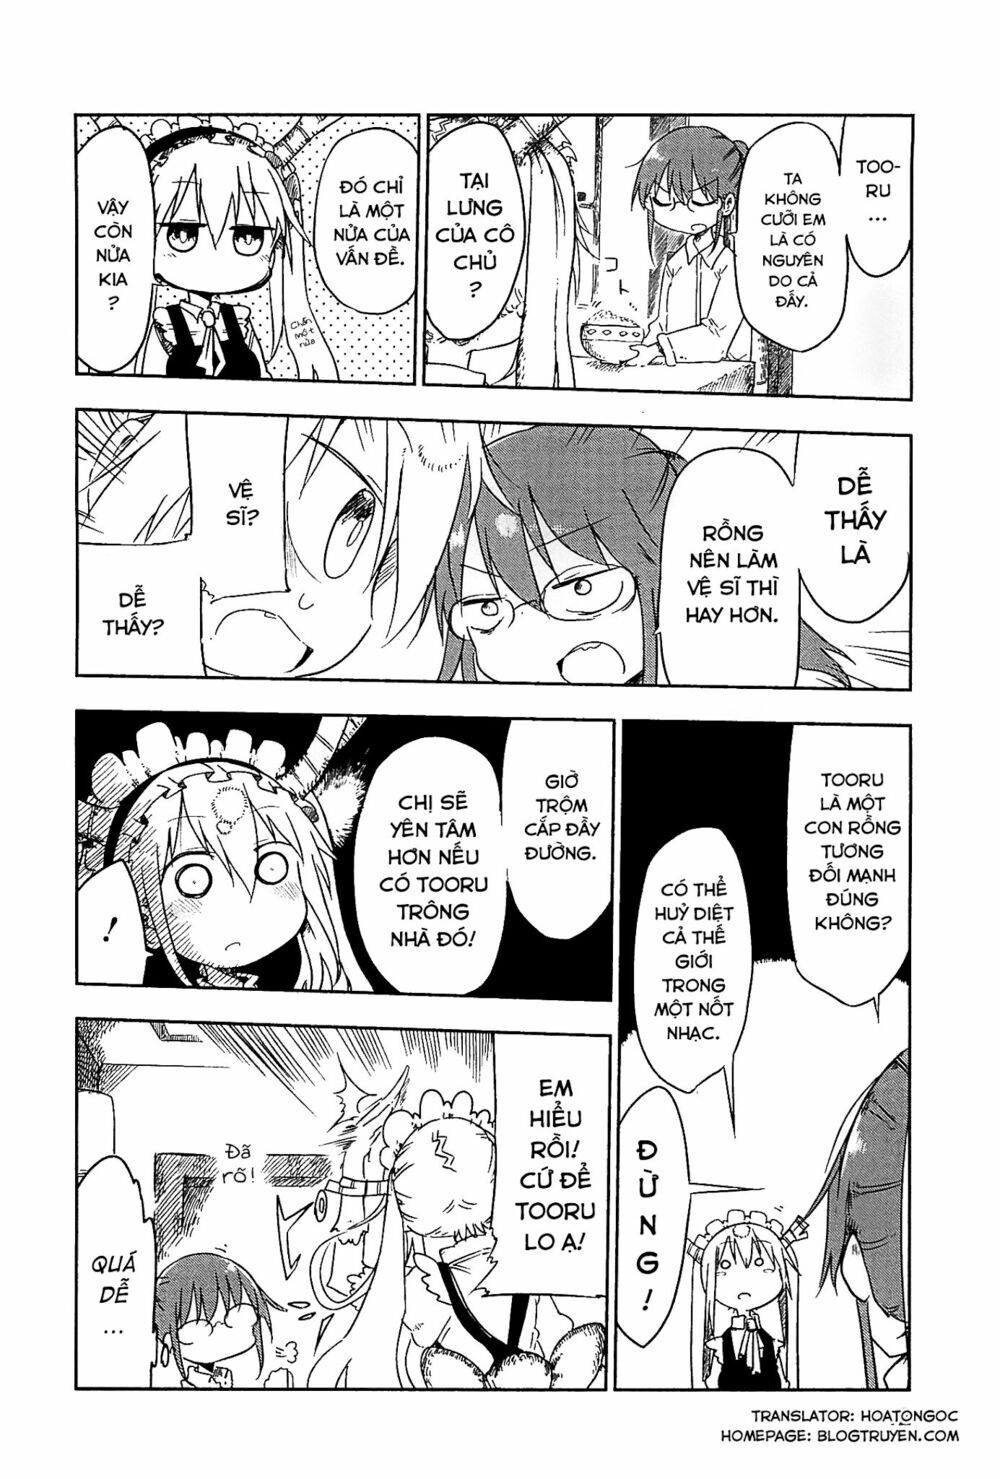 TOO-
RU
...
TA
KHÔNG
CƯỚI EM
LÀ CÓ
NGUYÊN
DO CẢ
ĐẤY.
TẠI
LƯNG
CỦA CÔ
CHỦ?
ĐÓ CHỈ
LÀ MỘT
NỬA CỦA
VẤN ĐỀ.
Chấn
một
nửa
VẬY
CÒN
NỬA
KIA
?
DỄ
THẤY
LÀ
RỒNG
NÊN LÀM
VỆ SĨ THÌ
HAY HƠN.
VỆ
SĨ?
DỄ
THẤY?
TOORU
LÀ MỘT
CON RỒNG
TƯƠNG
ĐỐI MẠNH
ĐÚNG
KHÔNG?
CÓ THỂ
HUỶ DIỆT
CẢ THẾ
GIỚI
TRONG
MỘT NỐT
NHẠC.
ĐỪNG!
GIỜ
TRỘM
CẮP ĐẦY
ĐƯỜNG.
CHỊ SẼ
YÊN TÂM
HƠN NẾU
CÓ TOORU
TRÔNG
NHÀ ĐÓ!
!
EM
HIỂU
RỒI!
CỨ ĐỂ
TOORU
LO Ạ!
Đã
rõ!
QUÁ
DỄ
...
TRANSLATOR: HOATONGOC
HOMEPAGE: BLOGTRUYEN.COM